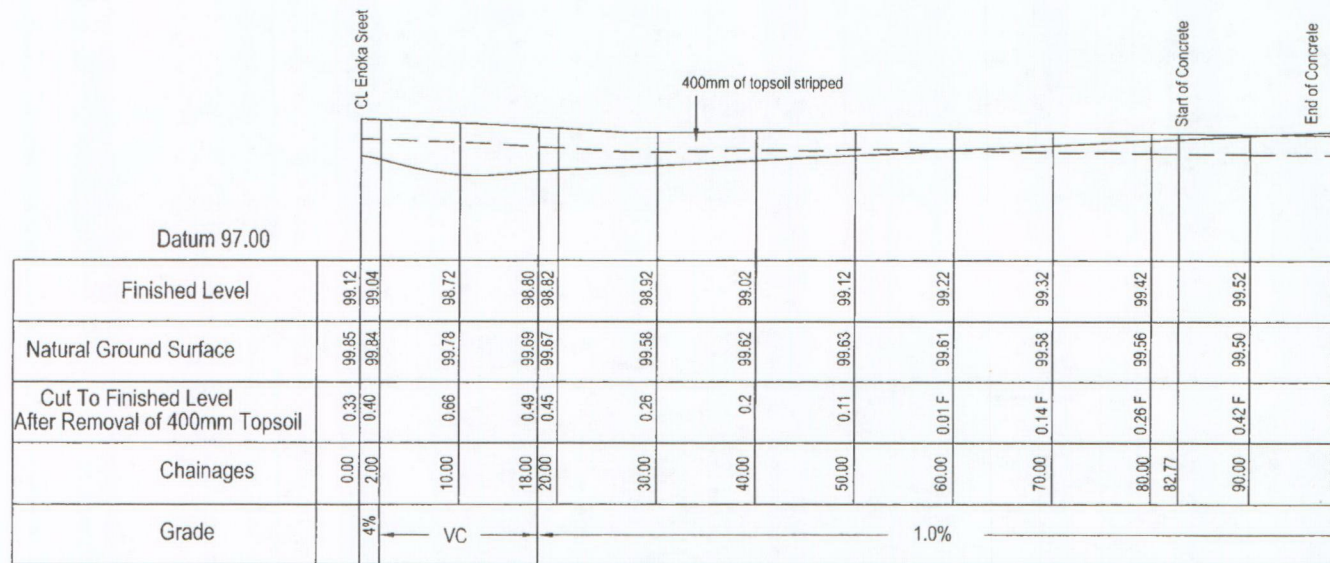 CL Enoka Sreet
400mm of topsoil stripped
Start of Concrete
End of Concrete
Datum 97.00
Finished Level 99.12 99.04 98.72 98.80 98.82 98.92 99.02 99.12 99.22 99.32 99.42 99.52
Natural Ground Surface 99.85 99.84 99.78 99.69 99.67 99.58 99.62 99.63 99.61 99.58 99.56 99.50
Cut To Finished Level
After Removal of 400mm Topsoil 0.33 0.40 0.66 0.49 0.45 0.26 0.2 0.11 0.01 F 0.14 F 0.26 F 0.42 F
Chainages 0.00 2.00 10.00 18.00 20.00 30.00 40.00 50.00 60.00 70.00 80.00 82.77 90.00
Grade 4% VC 1.0%